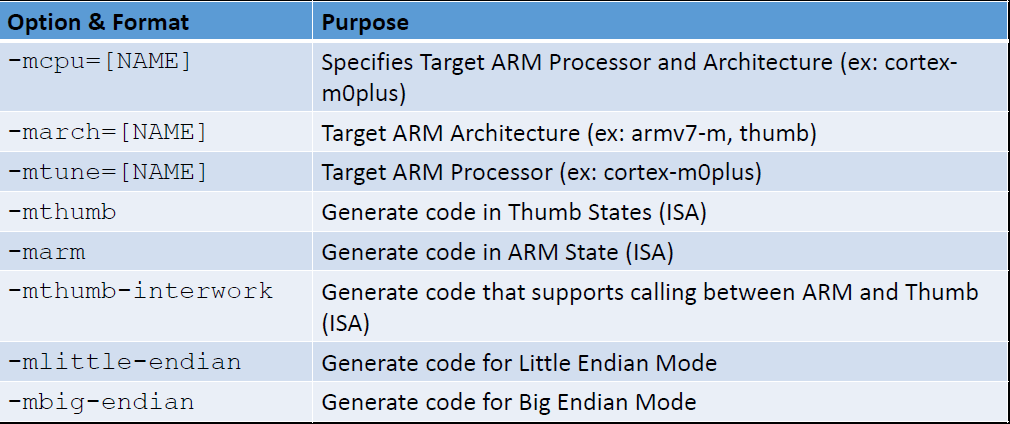 Option & Format Purpose
-mcpu=[NAME] Specifies Target ARM Processor and Architecture (ex: cortex-
m0plus)
-march=[NAME] Target ARM Architecture (ex: armv7-m, thumb)
-mtune=[NAME] Target ARM Processor (ex: cortex-m0plus)
-mthumb Generate code in Thumb States (ISA)
-marm Generate code in ARM State (ISA)
-mthumb-interwork Generate code that supports calling between ARM and Thumb
(ISA)
-mlittle-endian Generate code for Little Endian Mode
-mbig-endian Generate code for Big Endian Mode